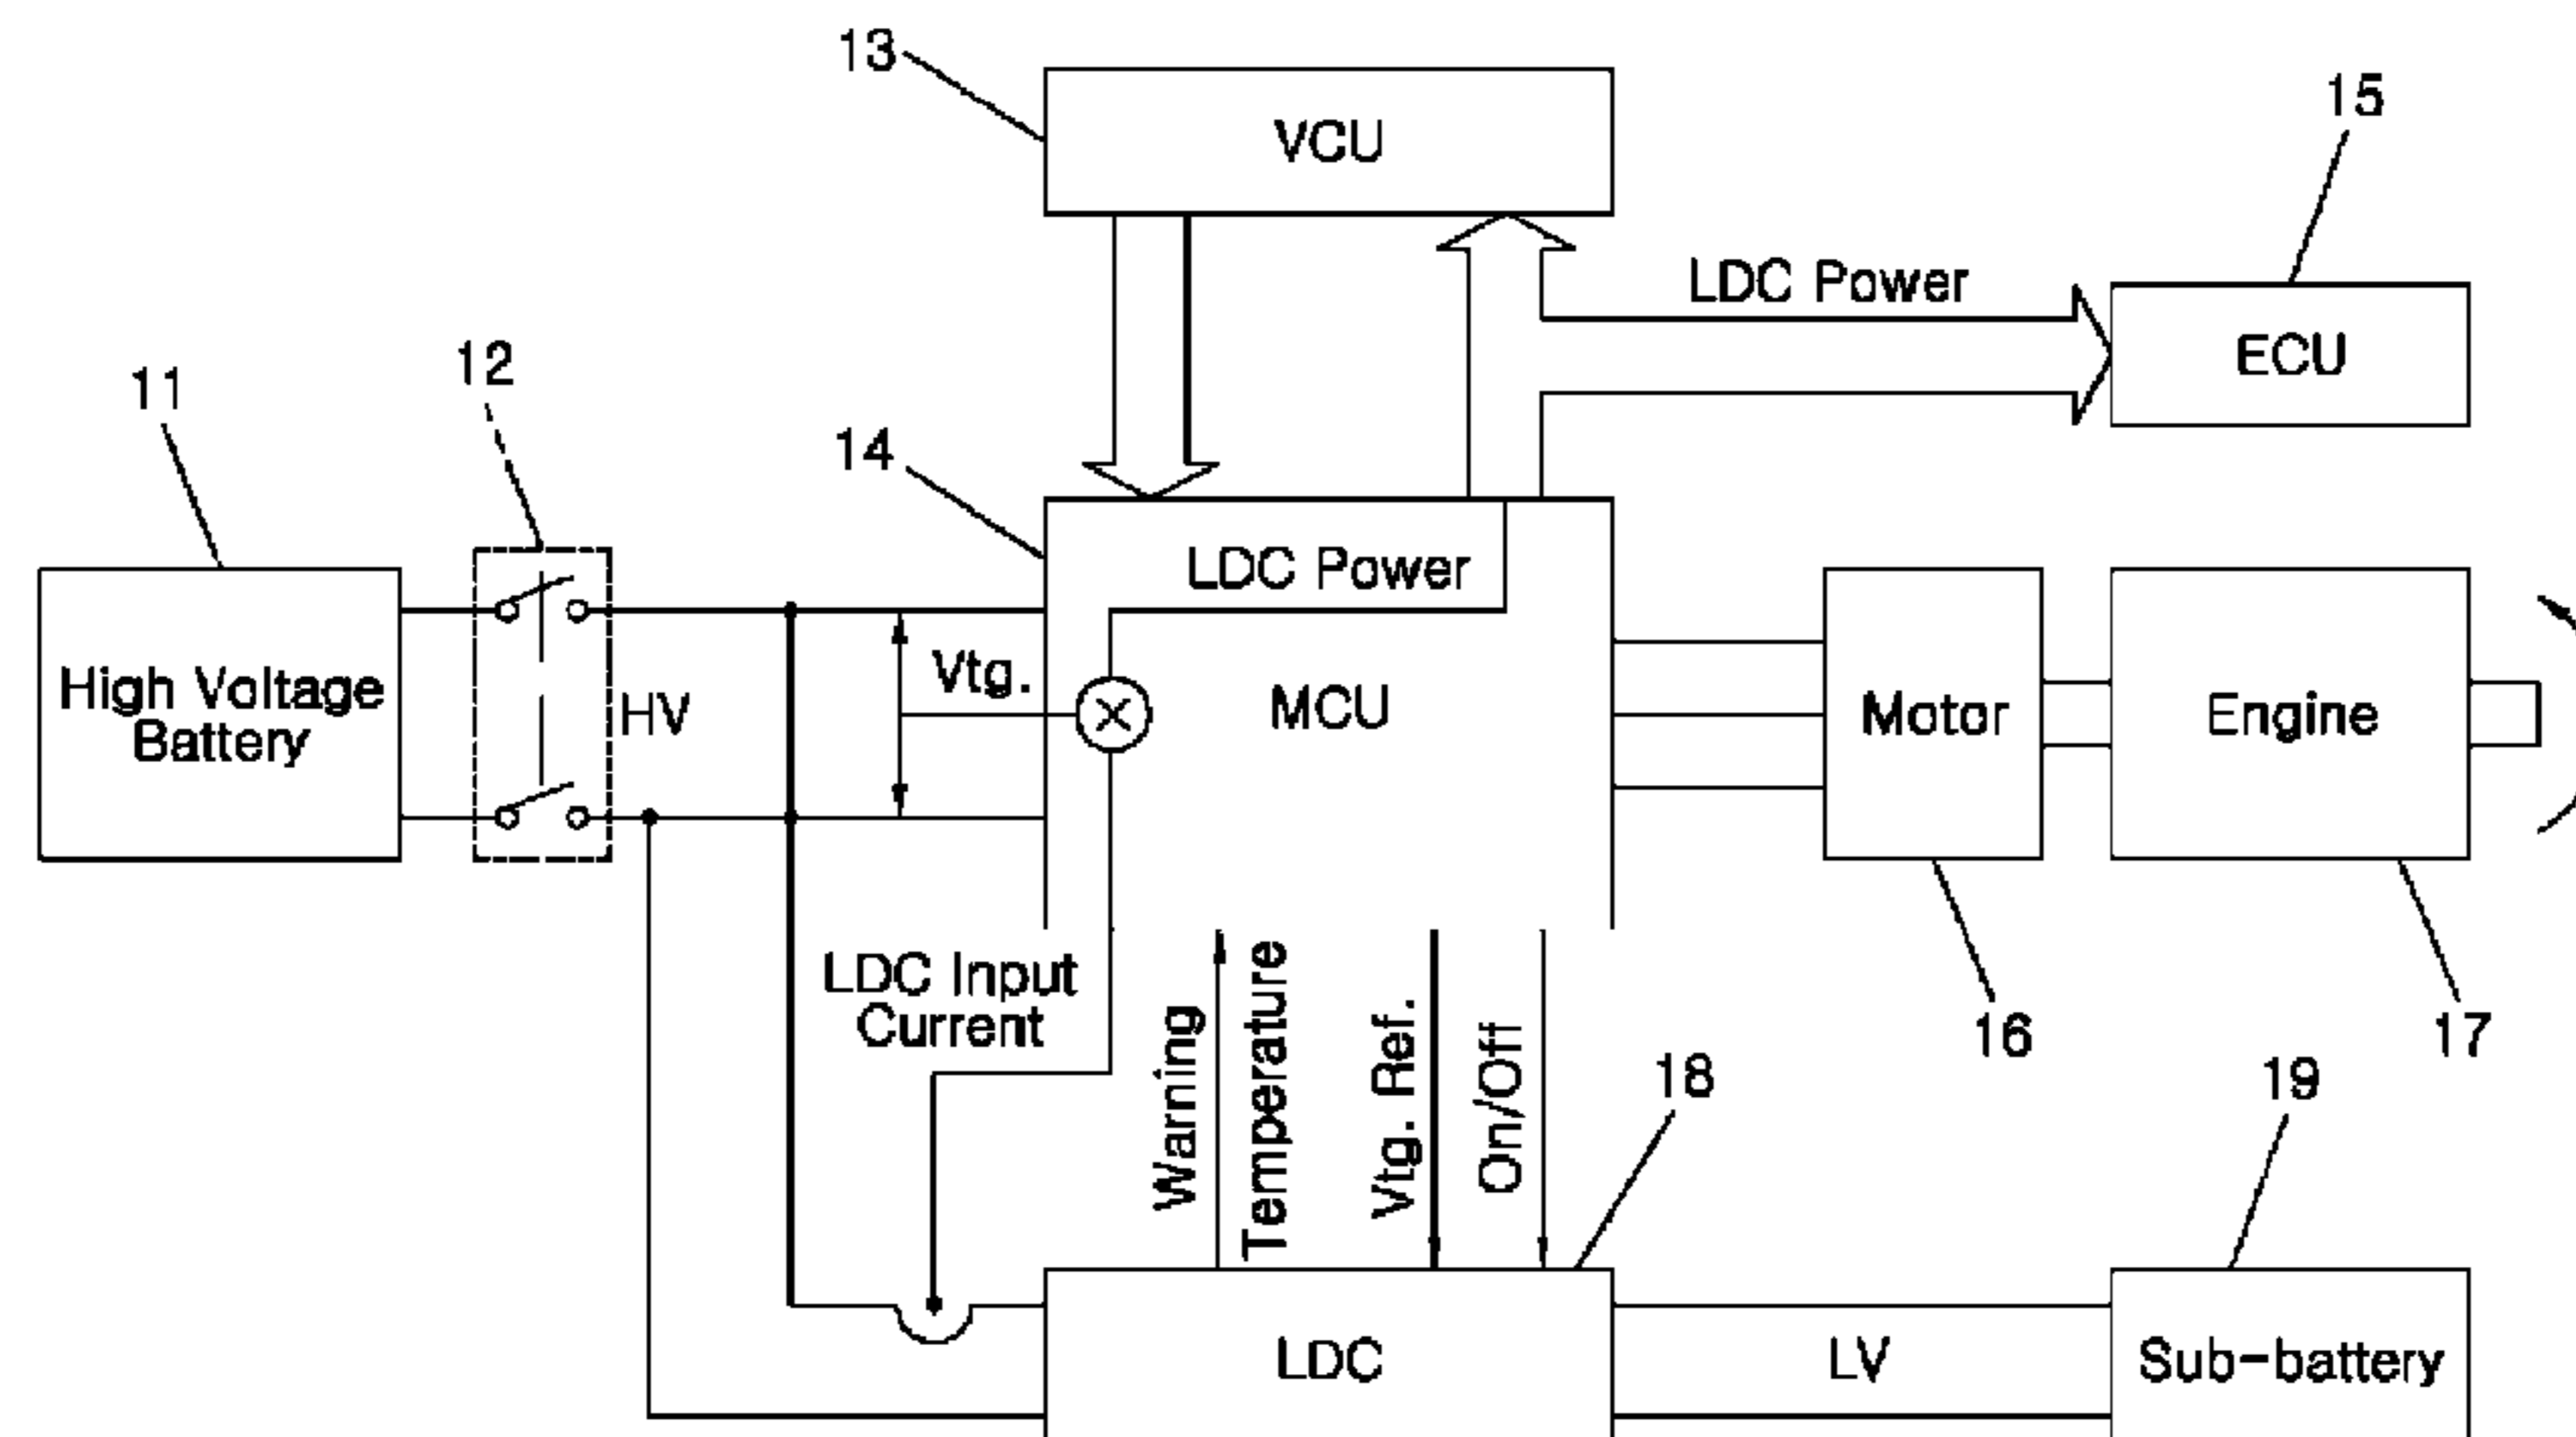 13
VCU
15
LDC Power
ECU
12
11
14
LDC Power
High Voltage
Battery
HV
Vtg.
MCU
Motor
Engine
LDC Input
Current
Warning
Temperature
Vtg. Ref.
On/Off
16
17
18
19
LDC
LV
Sub-battery